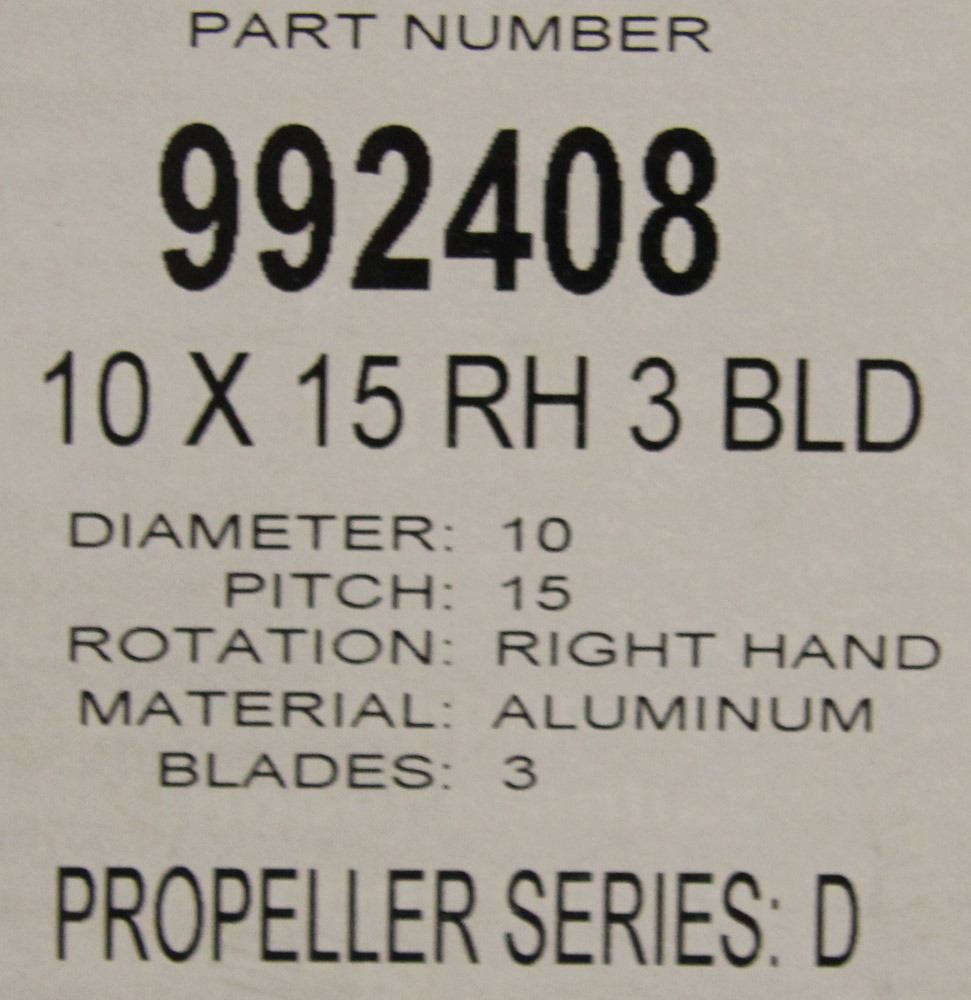 PART NUMBER
992408
10 X 15 RH 3 BLD
DIAMETER: 10
PITCH: 15
ROTATION: RIGHT HAND
MATERIAL: ALUMINUM
BLADES: 3
PROPELLER SERIES: D